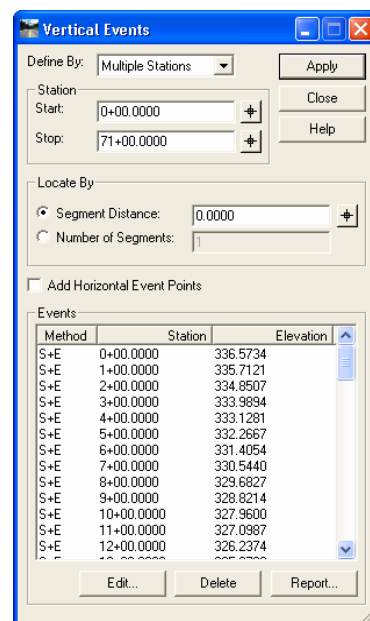 Vertical Events
Define By: Multiple Stations Apply
Station
Start: 0+00.0000 Close
Stop: 71+00.0000 Help
Locate By
Segment Distance: 0.0000
Number of Segments: 1
Add Horizontal Event Points
Events
Method Station Elevation
S+E 0+00.0000 336.5734
S+E 1+00.0000 335.7121
S+E 2+00.0000 334.8507
S+E 3+00.0000 333.9894
S+E 4+00.0000 333.1281
S+E 5+00.0000 332.2667
S+E 6+00.0000 331.4054
S+E 7+00.0000 330.5440
S+E 8+00.0000 329.6827
S+E 9+00.0000 328.8214
S+E 10+00.0000 327.9600
S+E 11+00.0000 327.0987
S+E 12+00.0000 326.2374
Edit... Delete Report...